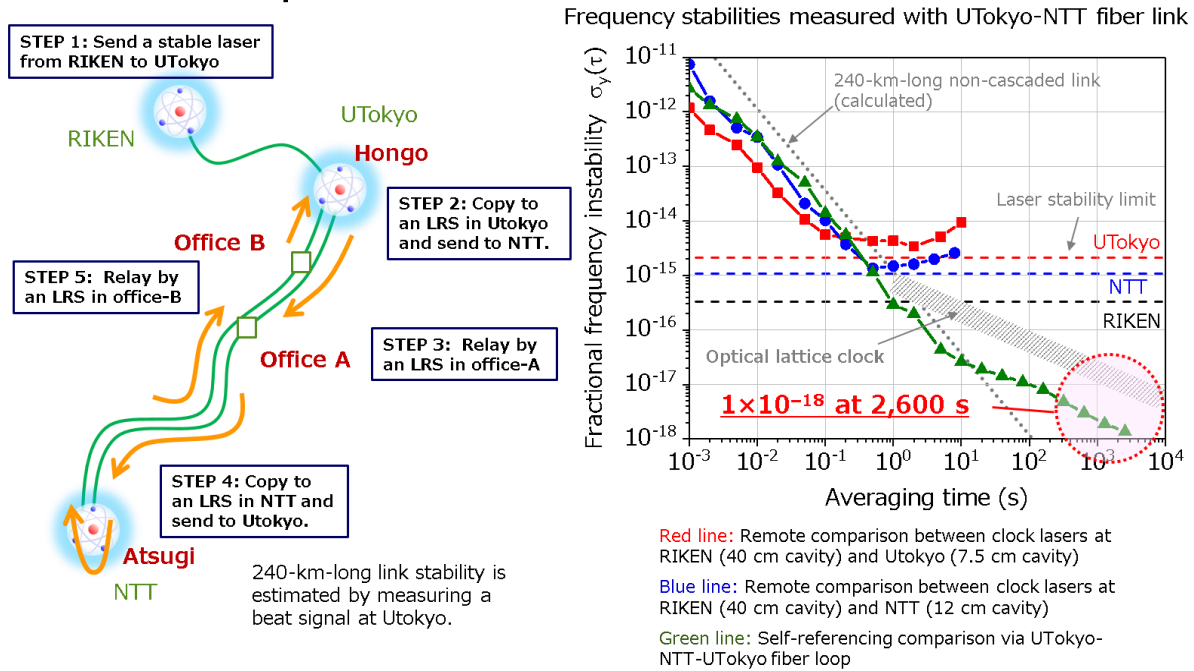 STEP 1: Send a stable laser
from RIKEN to UTokyo
RIKEN
UTokyo
Hongo
STEP 2: Copy to
an LRS in Utokyo
and send to NTT.
Office B
STEP 5:  Relay by
an LRS in office-B
Office A
STEP 3:  Relay by
an LRS in office-A
STEP 4: Copy to
an LRS in NTT and
send to Utokyo.
Atsugi
NTT
240-km-long link stability is
estimated by measuring a
beat signal at Utokyo.
Frequency stabilities measured with UTokyo-NTT fiber link
Fractional frequency instability  σy(τ)
10⁻¹¹
10⁻¹²
10⁻¹³
10⁻¹⁴
10⁻¹⁵
10⁻¹⁶
10⁻¹⁷
10⁻¹⁸
240-km-long non-cascaded link
(calculated)
Laser stability limit
UTokyo
NTT
RIKEN
Optical lattice clock
1×10⁻¹⁸ at 2,600 s
10⁻³ 10⁻² 10⁻¹ 10⁰ 10¹ 10² 10³ 10⁴
Averaging time (s)
Red line: Remote comparison between clock lasers at
RIKEN (40 cm cavity) and Utokyo (7.5 cm cavity)
Blue line: Remote comparison between clock lasers at
RIKEN (40 cm cavity) and NTT (12 cm cavity)
Green line: Self-referencing comparison via UTokyo-
NTT-UTokyo fiber loop